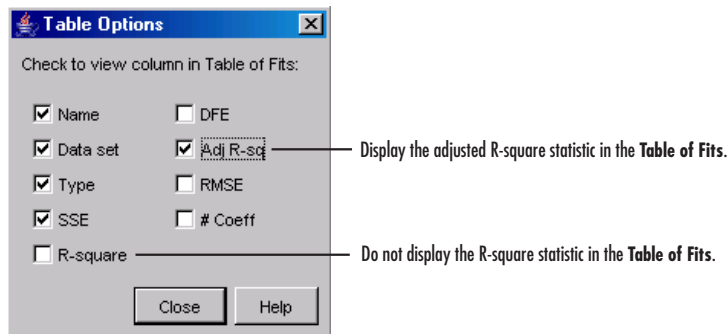 Table Options
Check to view column in Table of Fits:
Name
DFE
Data set
Adj R-sq
Display the adjusted R-square statistic in the Table of Fits.
Type
RMSE
SSE
# Coeff
R-square
Do not display the R-square statistic in the Table of Fits.
Close
Help